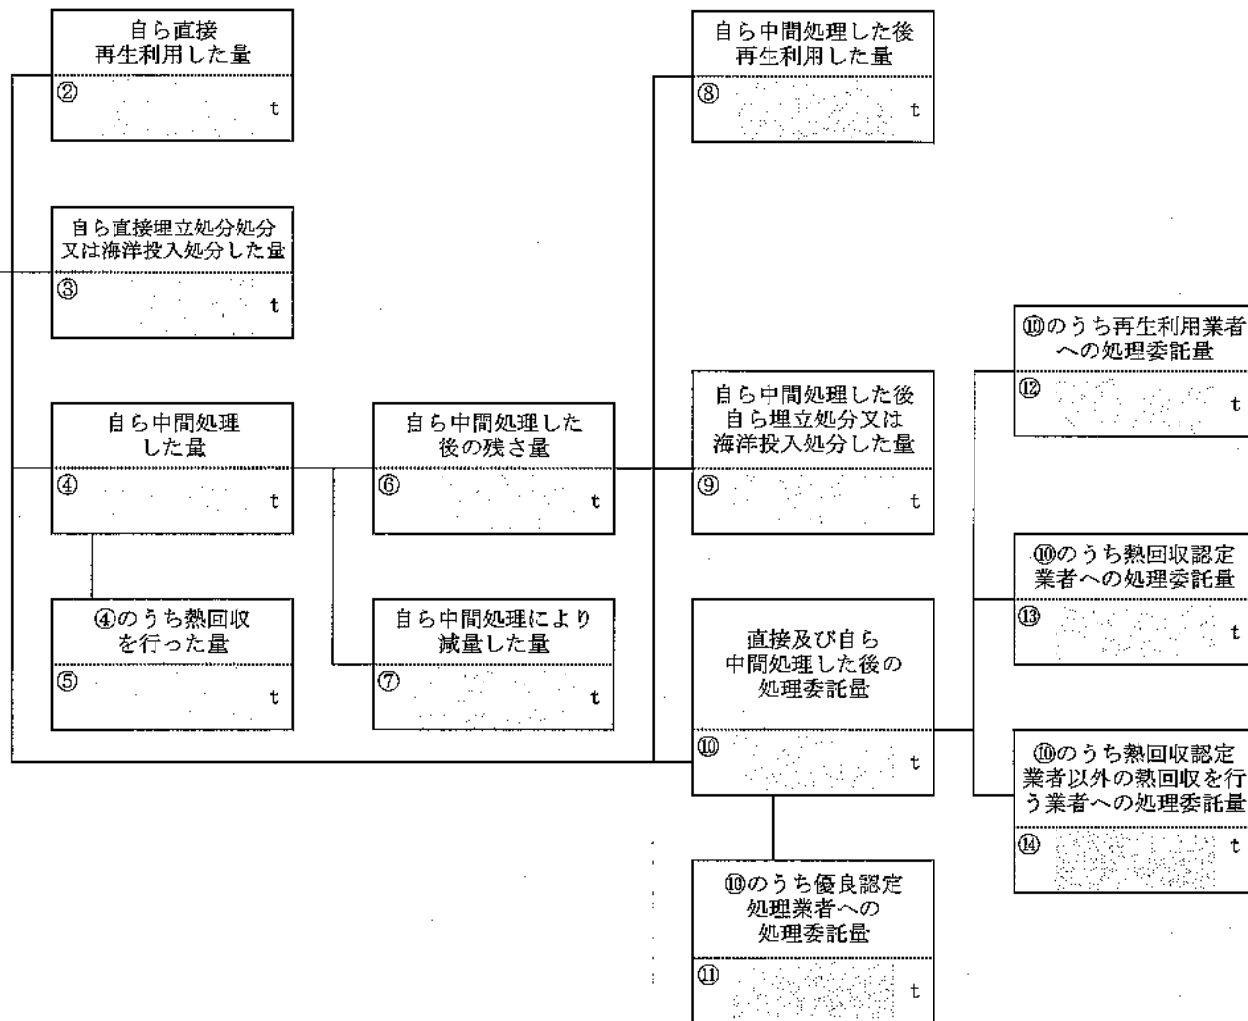 自ら直接
再生利用した量
②
t
自ら直接埋立処分処分
又は海洋投入処分した量
③
t
自ら中間処理
した量
④
t
④のうち熱回収
を行った量
⑤
t
自ら中間処理した
後の残さ量
⑥
t
自ら中間処理により
減量した量
⑦
t
自ら中間処理した後
再生利用した量
⑧
t
自ら中間処理した後
自ら埋立処分又は
海洋投入処分した量
⑨
t
直接及び自ら
中間処理した後の
処理委託量
⑩
t
⑩のうち優良認定
処理業者への
処理委託量
⑪
t
⑩のうち再生利用業者
への処理委託量
⑫
t
⑩のうち熱回収認定
業者への処理委託量
⑬
t
⑩のうち熱回収認定
業者以外の熱回収を行
う業者への処理委託量
⑭
t